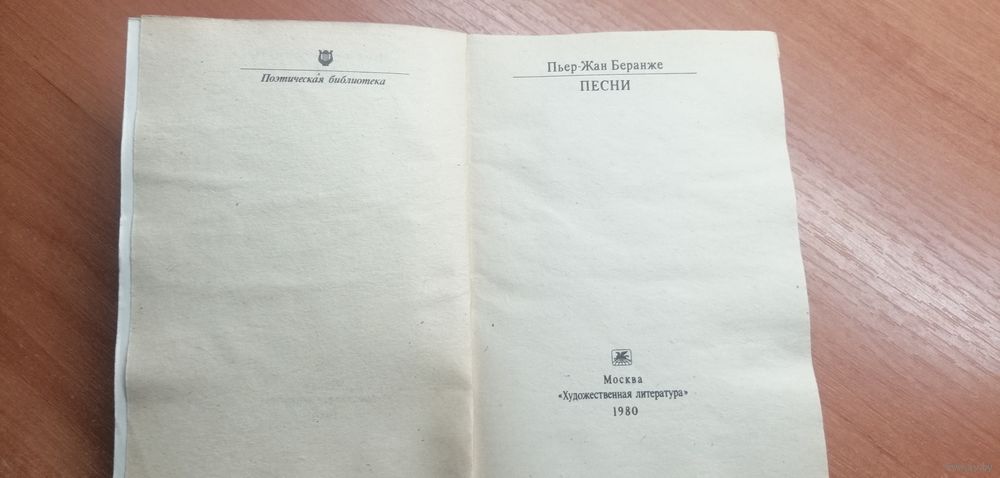 Поэтическая библиотека
Пьер-Жан Беранже
ПЕСНИ
Москва
«Художественная литература»
1980